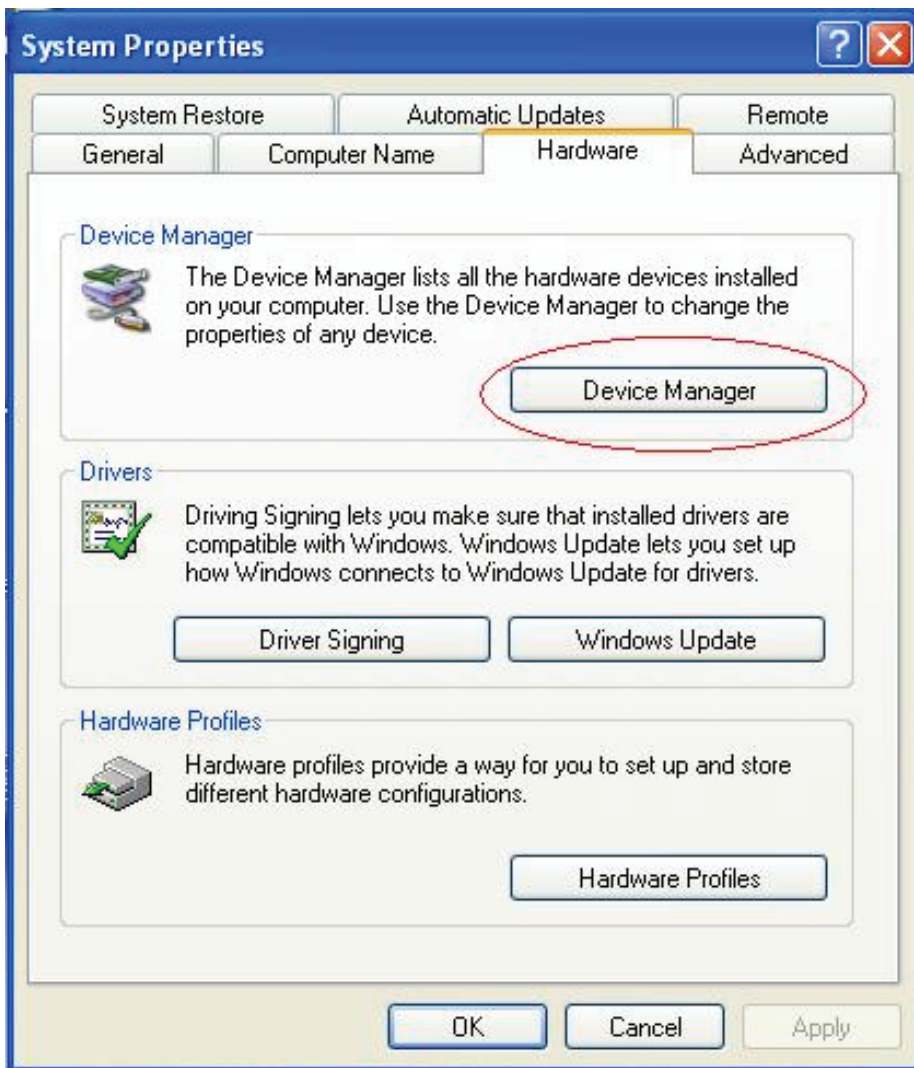 System Properties
System Restore
Automatic Updates
Remote
General
Computer Name
Hardware
Advanced
Device Manager
The Device Manager lists all the hardware devices installed
on your computer. Use the Device Manager to change the
properties of any device.
Device Manager
Drivers
Driving Signing lets you make sure that installed drivers are
compatible with Windows. Windows Update lets you set up
how Windows connects to Windows Update for drivers.
Driver Signing
Windows Update
Hardware Profiles
Hardware profiles provide a way for you to set up and store
different hardware configurations.
Hardware Profiles
OK
Cancel
Apply